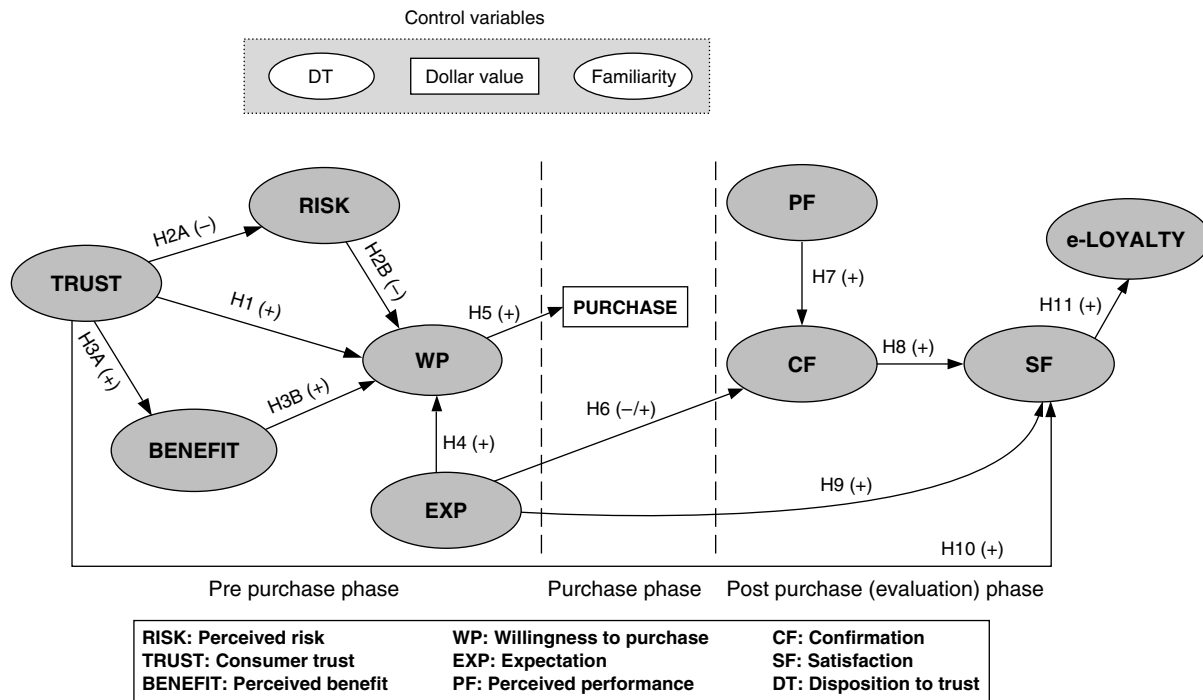 Control variables
DT
Dollar value
Familiarity
RISK
PF
e-LOYALTY
H2A (–)
H2B (–)
TRUST
H7 (+)
H1 (+)
H5 (+)
PURCHASE
H11 (+)
H3A (+)
WP
CF
H8 (+)
SF
H3B (+)
H6 (–/+)
BENEFIT
H4 (+)
EXP
H9 (+)
H10 (+)
Pre purchase phase
Purchase phase
Post purchase (evaluation) phase
RISK: Perceived risk
WP: Willingness to purchase
CF: Confirmation
TRUST: Consumer trust
EXP: Expectation
SF: Satisfaction
BENEFIT: Perceived benefit
PF: Perceived performance
DT: Disposition to trust